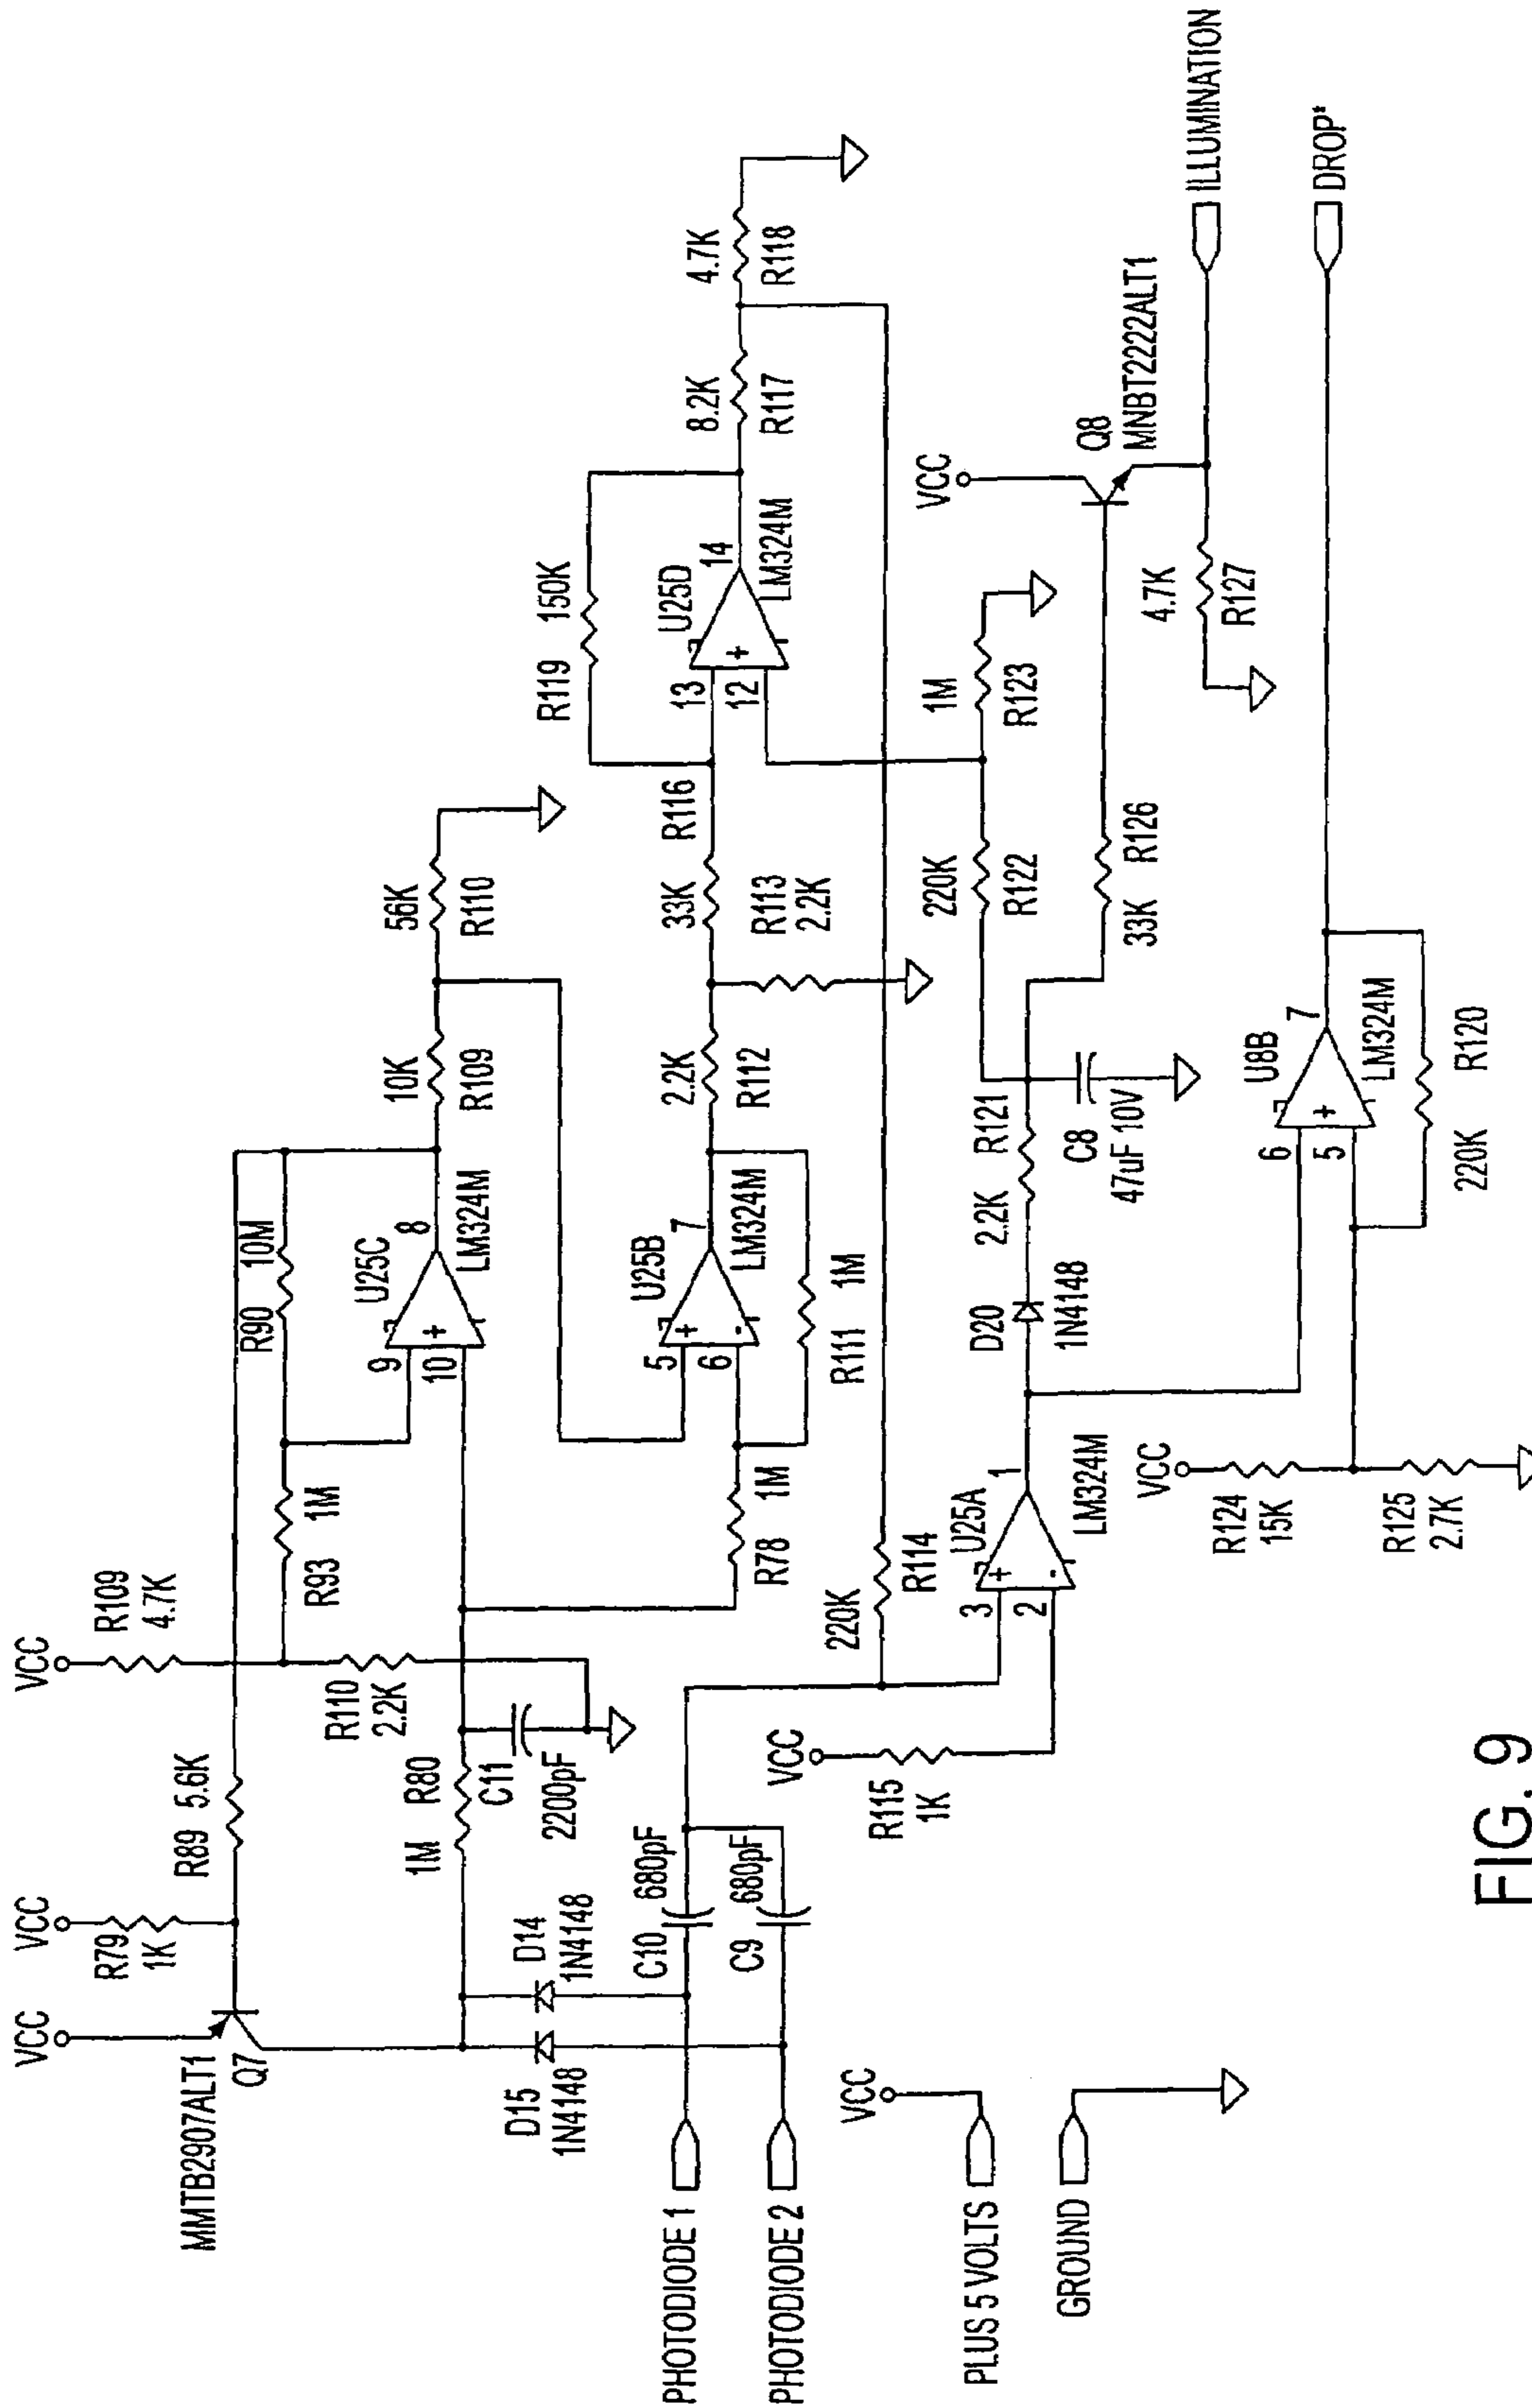 VCC
VCC
VCC
MMTB2907ALT1
Q7
R79
1K
R89 5.6K
R109
4.7K
R110
2.2K
R93
1M
R90
10M
1M
R80
C11
2200pF
9
10
U25C
8
LM324M
10K
R109
56K
R110
D15
1N4148
D14
1N4148
C10
680pF
C9
680pF
PHOTODIODE 1
PHOTODIODE 2
R78
1M
5
6
+
-
U25B
7
LM324M
R111
1M
2.2K
R112
33K
R116
R113
2.2K
R119
150K
13
12
+
U25D
14
LM324M
8.2K
R117
4.7K
R118
220K
R114
VCC
R115
1K
3
2
+
-
U25A
1
LM324M
D20
1N4148
2.2K
R121
C8
47uF 10V
220K
R122
1M
R123
33K
R126
VCC
Q8
MNBT2222ALT1
4.7K
R127
ILLUMINATION
VCC
PLUS 5 VOLTS
GROUND
VCC
R124
15K
R125
2.7K
6
5
+
U8B
7
LM324M
220K
R120
DROP*
FIG. 9